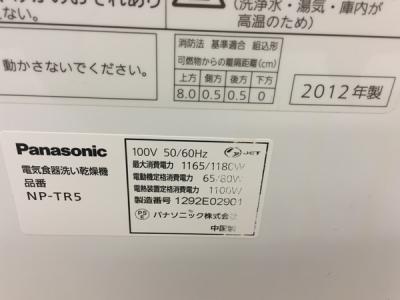 えない。
(洗浄水・湯気・庫内が
高温のため)
動かさないでください。
消防法 基準適合 組込形
可燃物からの離隔距離(cm)
上方 側方 後方 下方
8.0 0.5 0.5 0
2012年製
Panasonic
電気食器洗い乾燥機
品番
NP-TR5
100V 50/60Hz
JET
最大消費電力 1165/1180W
電動機定格消費電力 65/80W
電熱装置定格消費電力 1100W
製造番号 1292E02901
PSE パナソニック株式会社
中国製